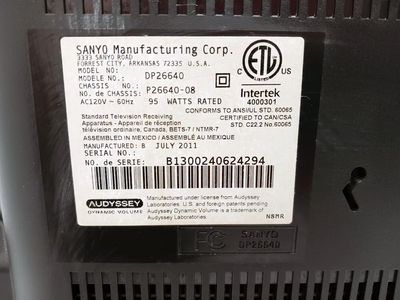 SANYO Manufacturing Corp.
3333 SANYO ROAD
FORREST CITY, ARKANSAS 72335 U.S.A.
MODEL NO: DP26640
MODELE NO.:
CHASSIS NO.: P26640-08
NO. DE CHASSIS:
AC120V ~ 60Hz 95 WATTS RATED
C ETL US
LISTED
Intertek
4000301
CONFORMS TO ANSI/UL STD. 60065
CERTIFIED TO CAN/CSA
STD. C22.2 No.60065
Standard Television Receiving
Apparatus - Appareil de réception
télévision ordinaire, Canada, BETS-7 / NTMR-7
ASSEMBLED IN MEXICO / ASSEMBLÉ AU MEXIQUE
MANUFACTURED: B JULY 2011
SERIAL NO.:
NO. DE SERIE: B1300240624294
AUDYSSEY
DYNAMIC VOLUME
Manufactured under license from Audyssey
Laboratories. U.S. and foreign patents pending
Audyssey Dynamic Volume is a trademark of
Audyssey Laboratories.
N8MR
FC SANYO
DP26640